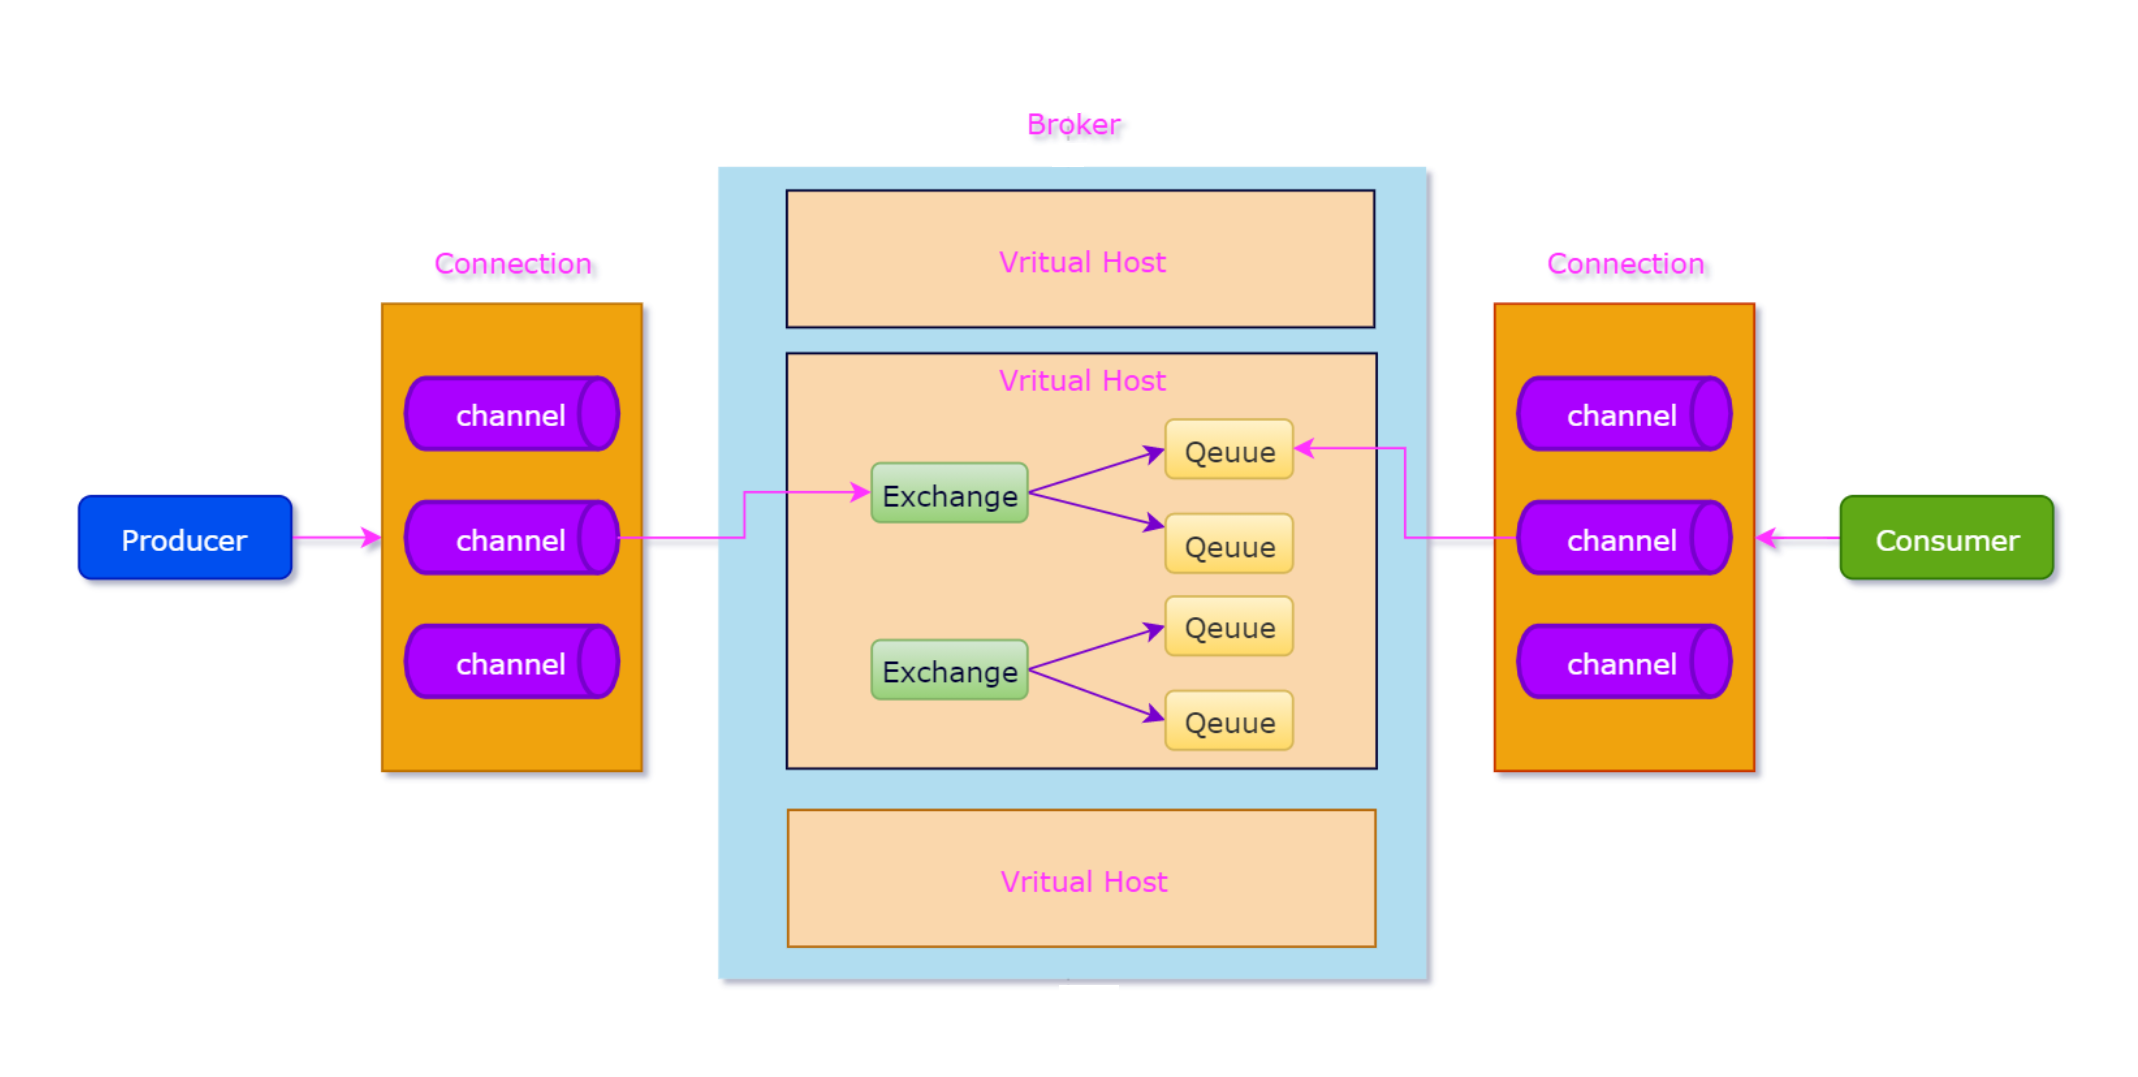 Broker
Connection
Vritual Host
Connection
Vritual Host
channel
channel
Qeuue
Exchange
Producer
channel
Qeuue
channel
Consumer
Qeuue
channel
Exchange
channel
Qeuue
Vritual Host